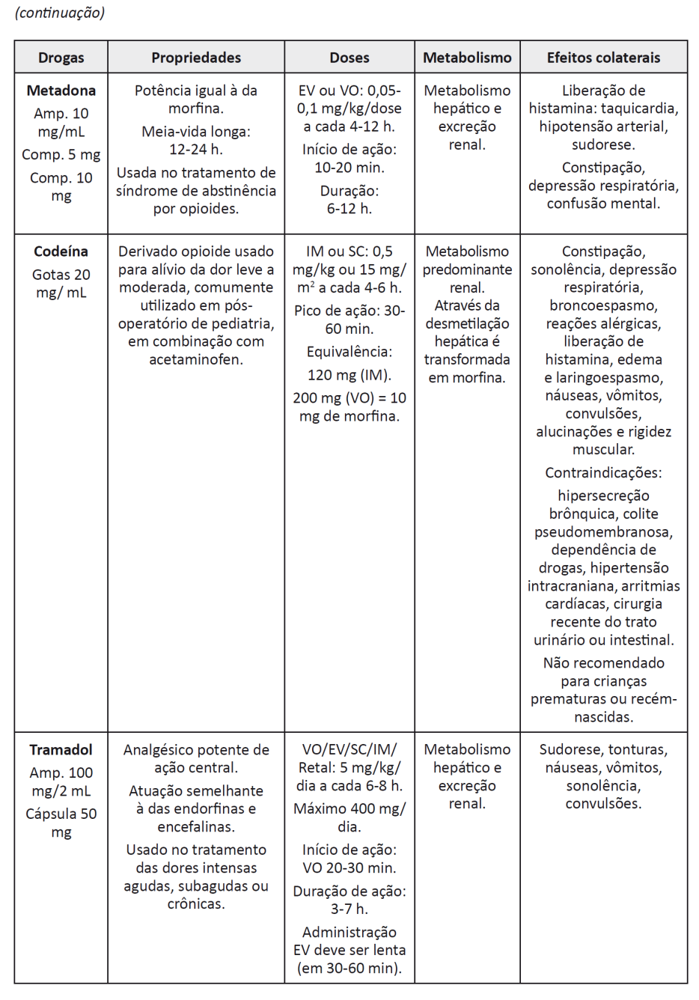 (continuação)
Drogas
Propriedades
Doses
Metabolismo
Efeitos colaterais
Metadona
Amp. 10
mg/mL
Comp. 5 mg
Comp. 10
mg
Potência igual à da
morfina.
Meia-vida longa:
12-24 h.
Usada no tratamento de
síndrome de abstinência
por opioides.
EV ou VO: 0,05-
0,1 mg/kg/dose
a cada 4-12 h.
Início de ação:
10-20 min.
Duração:
6-12 h.
Metabolismo
hepático e
excreção
renal.
Liberação de
histamina: taquicardia,
hipotensão arterial,
sudorese.
Constipação,
depressão respiratória,
confusão mental.
Codeína
Gotas 20
mg/ mL
Derivado opioide usado
para alívio da dor leve a
moderada, comumente
utilizado em pós-
operatório de pediatria,
em combinação com
acetaminofen.
IM ou SC: 0,5
mg/kg ou 15 mg/
m² a cada 4-6 h.
Pico de ação: 30-
60 min.
Equivalência:
120 mg (IM).
200 mg (VO) = 10
mg de morfina.
Metabolismo
predominante
renal.
Através da
desmetilação
hepática é
transformada
em morfina.
Constipação,
sonolência, depressão
respiratória,
broncoespasmo,
reações alérgicas,
liberação de
histamina, edema
e laringoespasmo,
náuseas, vômitos,
convulsões,
alucinações e rigidez
muscular.
Contraindicações:
hipersecreção
brônquica, colite
pseudomembranosa,
dependência de
drogas, hipertensão
intracraniana, arritmias
cardíacas, cirurgia
recente do trato
urinário ou intestinal.
Não recomendado
para crianças
prematuras ou recém-
nascidas.
Tramadol
Amp. 100
mg/2 mL
Cápsula 50
mg
Analgésico potente de
ação central.
Atuação semelhante
à das endorfinas e
encefalinas.
Usado no tratamento
das dores intensas
agudas, subagudas ou
crônicas.
VO/EV/SC/IM/
Retal: 5 mg/kg/
dia a cada 6-8 h.
Máximo 400 mg/
dia.
Início de ação:
VO 20-30 min.
Duração de ação:
3-7 h.
Administração
EV deve ser lenta
(em 30-60 min).
Metabolismo
hepático e
excreção
renal.
Sudorese, tonturas,
náuseas, vômitos,
sonolência,
convulsões.